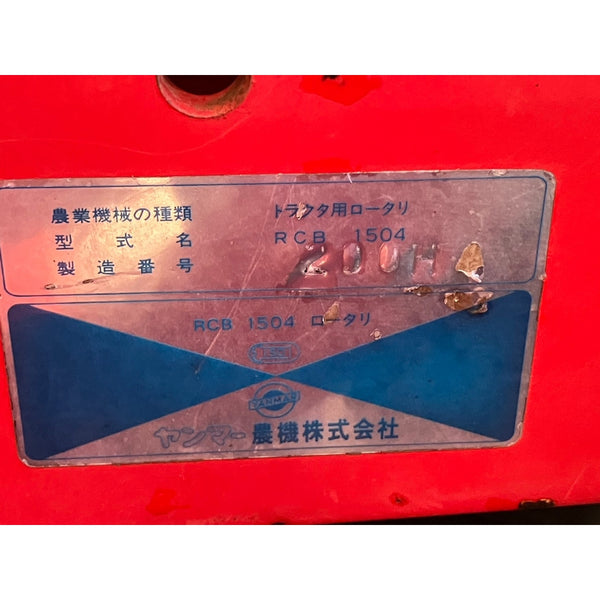 農業機械の種類 トラクタ用ロータリ
型式名 RCB 1504
製造番号 200H
RCB 1504 ロータリ
YANMAR
ヤンマー農機株式会社